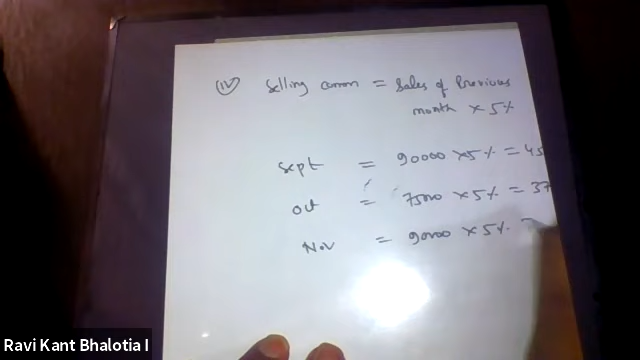 (iv) Selling comm = Sales of Previous
month × 5%
Sept = 90000 × 5% = 45
Oct = 7500 × 5% = 37
Nov = 90000 × 5%
Ravi Kant Bhalotia I